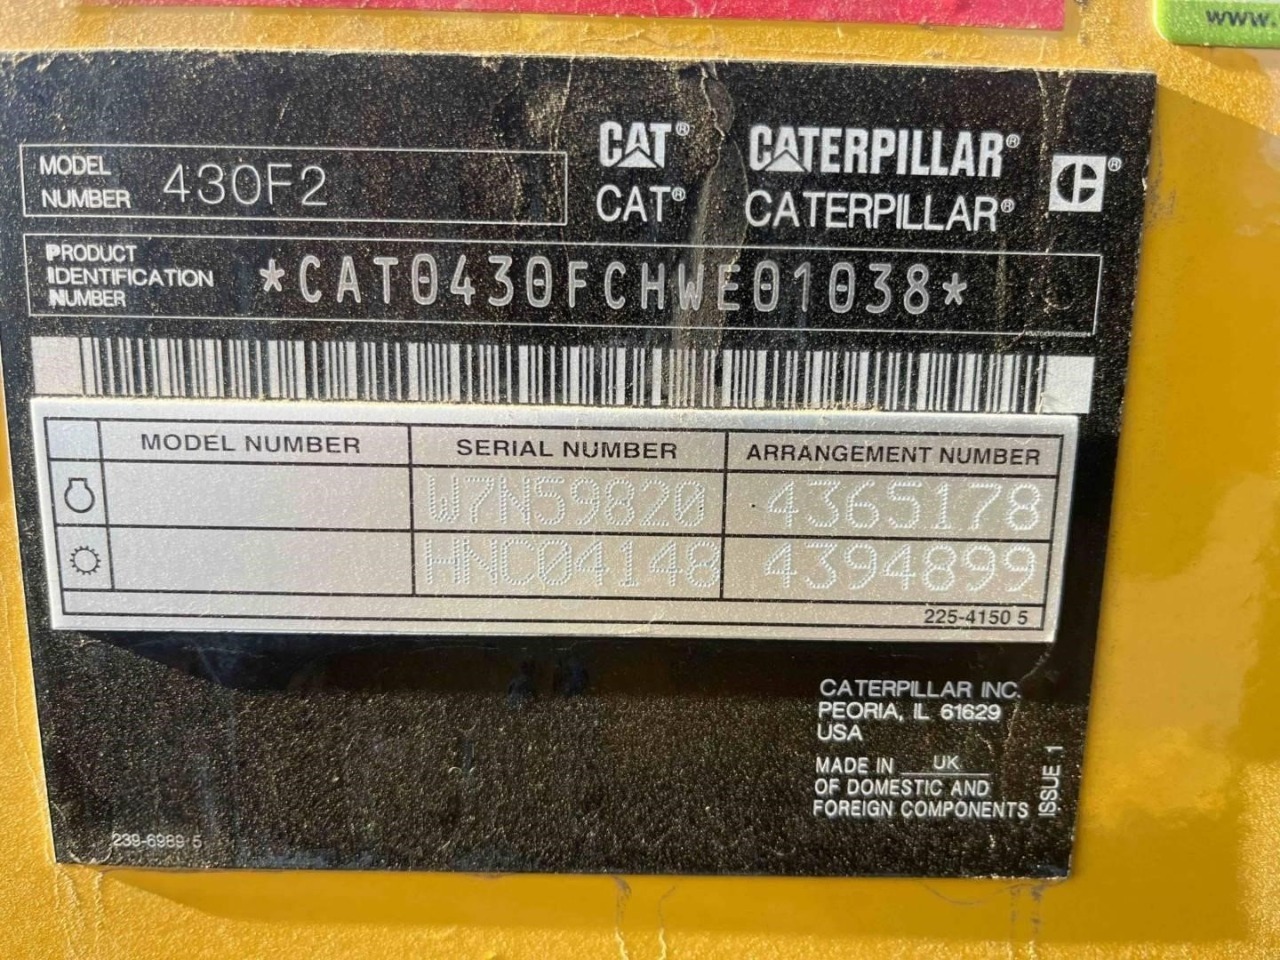 www.
MODEL
NUMBER 430F2
CAT® CATERPILLAR®
CAT® CATERPILLAR®
PRODUCT
IDENTIFICATION
NUMBER
*CAT0430FCHWE01038*
MODEL NUMBER SERIAL NUMBER ARRANGEMENT NUMBER
W7N59820 4365178
HNC04148 4394899
225-4150 5
CATERPILLAR INC.
PEORIA, IL 61629
USA
MADE IN UK
OF DOMESTIC AND
FOREIGN COMPONENTS
ISSUE 1
239-6989 5